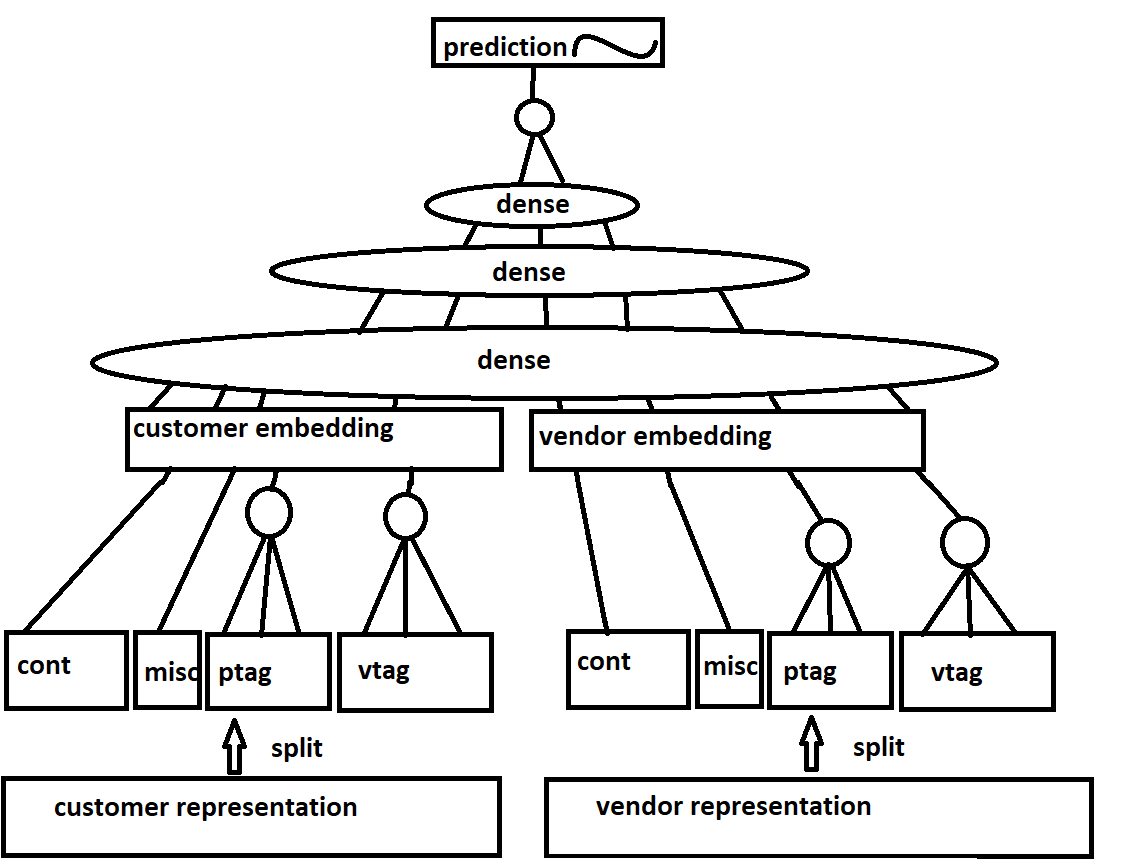 prediction
dense
dense
dense
customer embedding
vendor embedding
cont
misc
ptag
vtag
cont
misc
ptag
vtag
split
split
customer representation
vendor representation